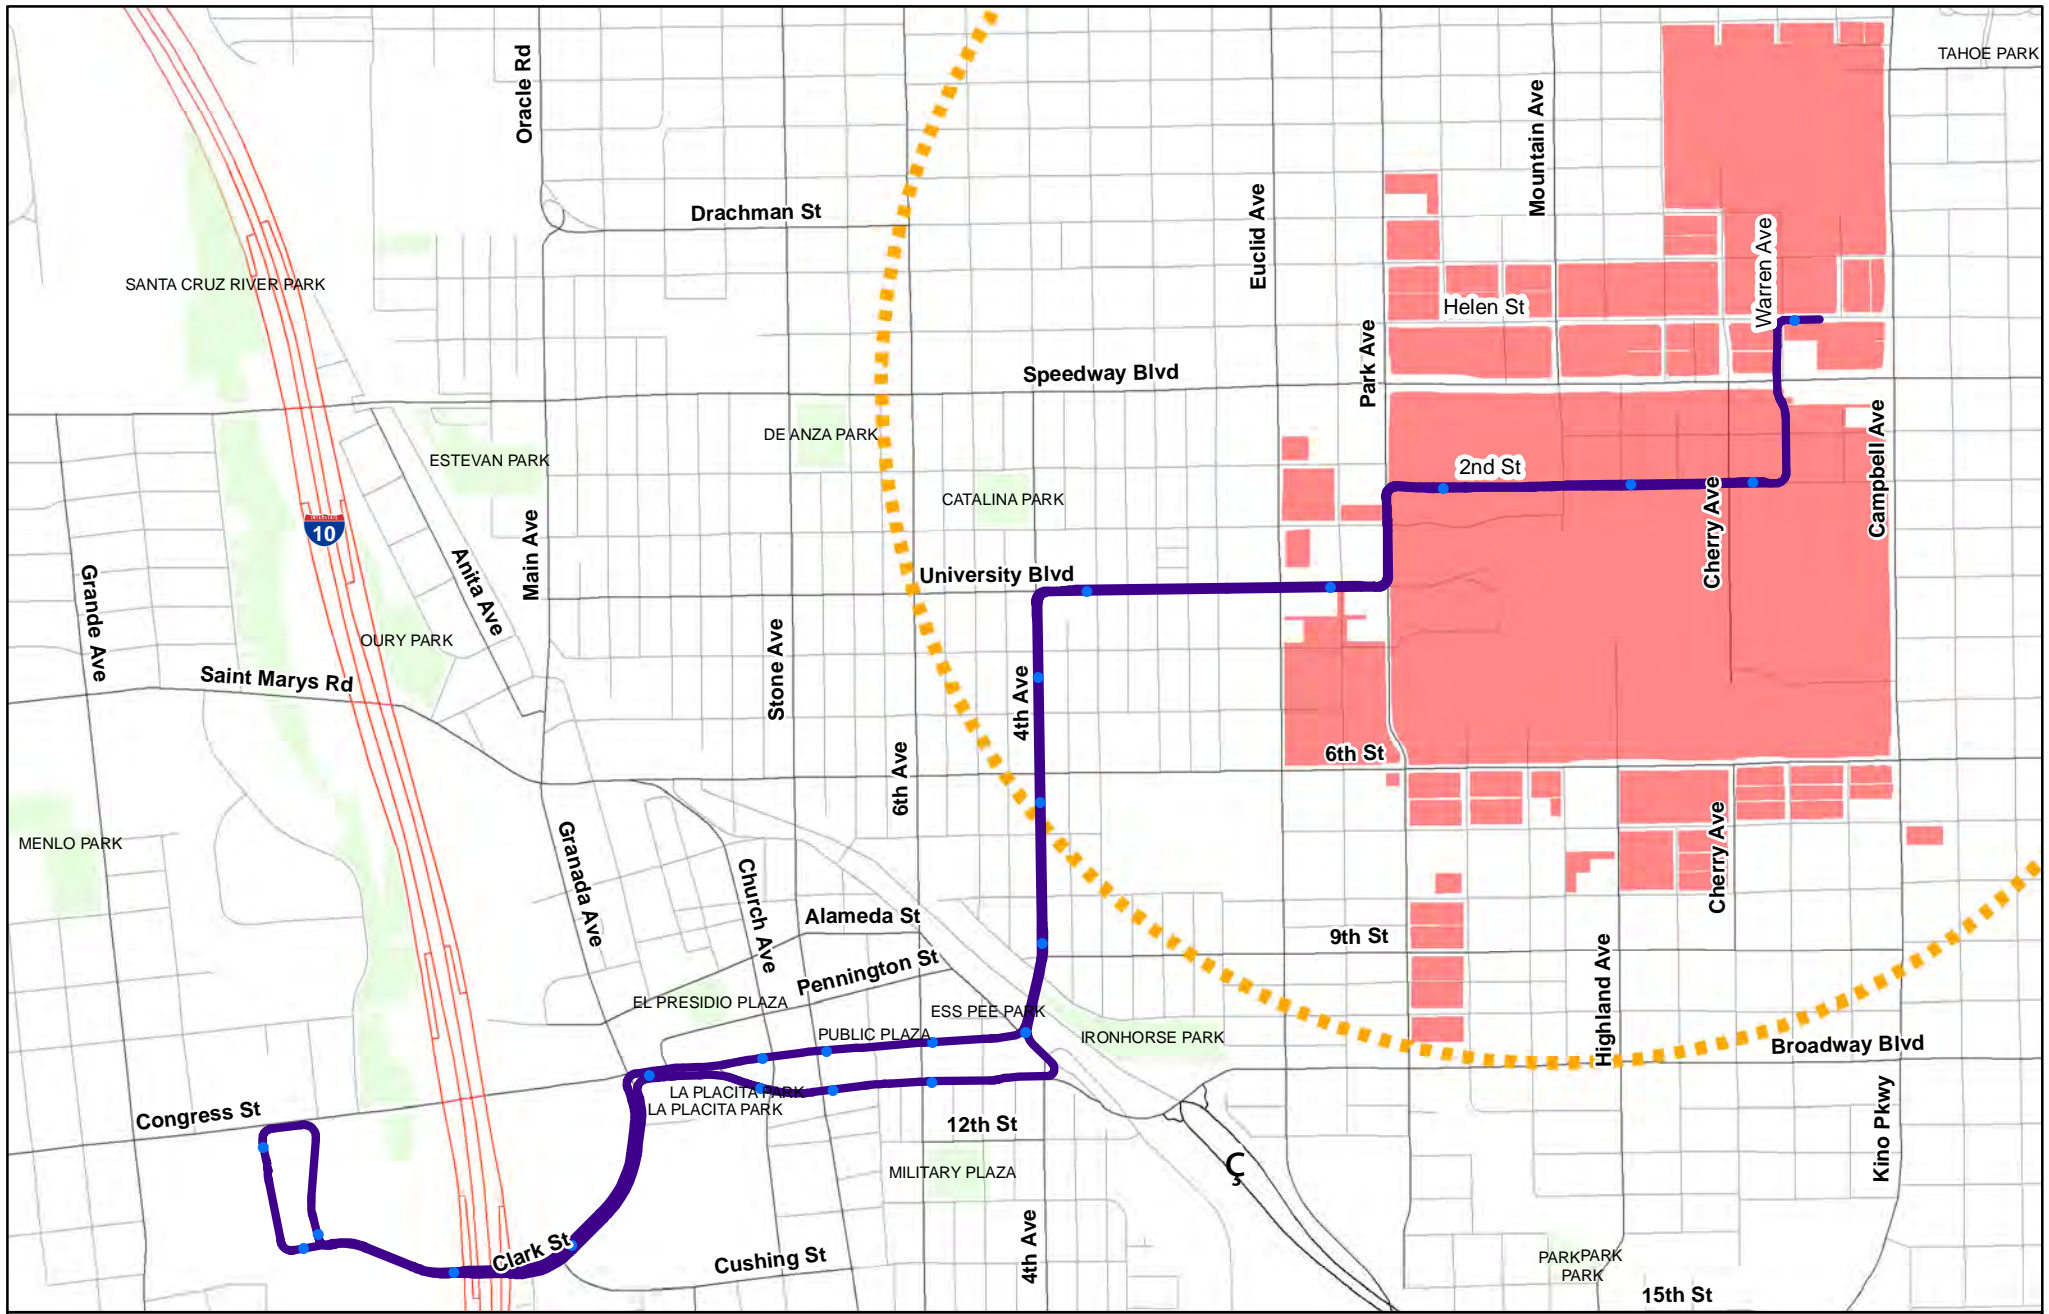 TAHOE PARK
Oracle Rd
Mountain Ave
Drachman St
Euclid Ave
Warren Ave
SANTA CRUZ RIVER PARK
Helen St
Park Ave
Speedway Blvd
DE ANZA PARK
ESTEVAN PARK
CATALINA PARK
2nd St
Campbell Ave
Cherry Ave
10
Main Ave
Anita Ave
Grande Ave
University Blvd
OURY PARK
Saint Marys Rd
Stone Ave
4th Ave
6th Ave
6th St
MENLO PARK
Granada Ave
Church Ave
Cherry Ave
Alameda St
9th St
Pennington St
Highland Ave
EL PRESIDIO PLAZA
ESS PEE PARK
PUBLIC PLAZA
IRONHORSE PARK
Broadway Blvd
LA PLACITA PARK
LA PLACITA PARK
Congress St
12th St
Kino Pkwy
MILITARY PLAZA
Ç
Clark St
Cushing St
4th Ave
PARKPARK
PARK
15th St